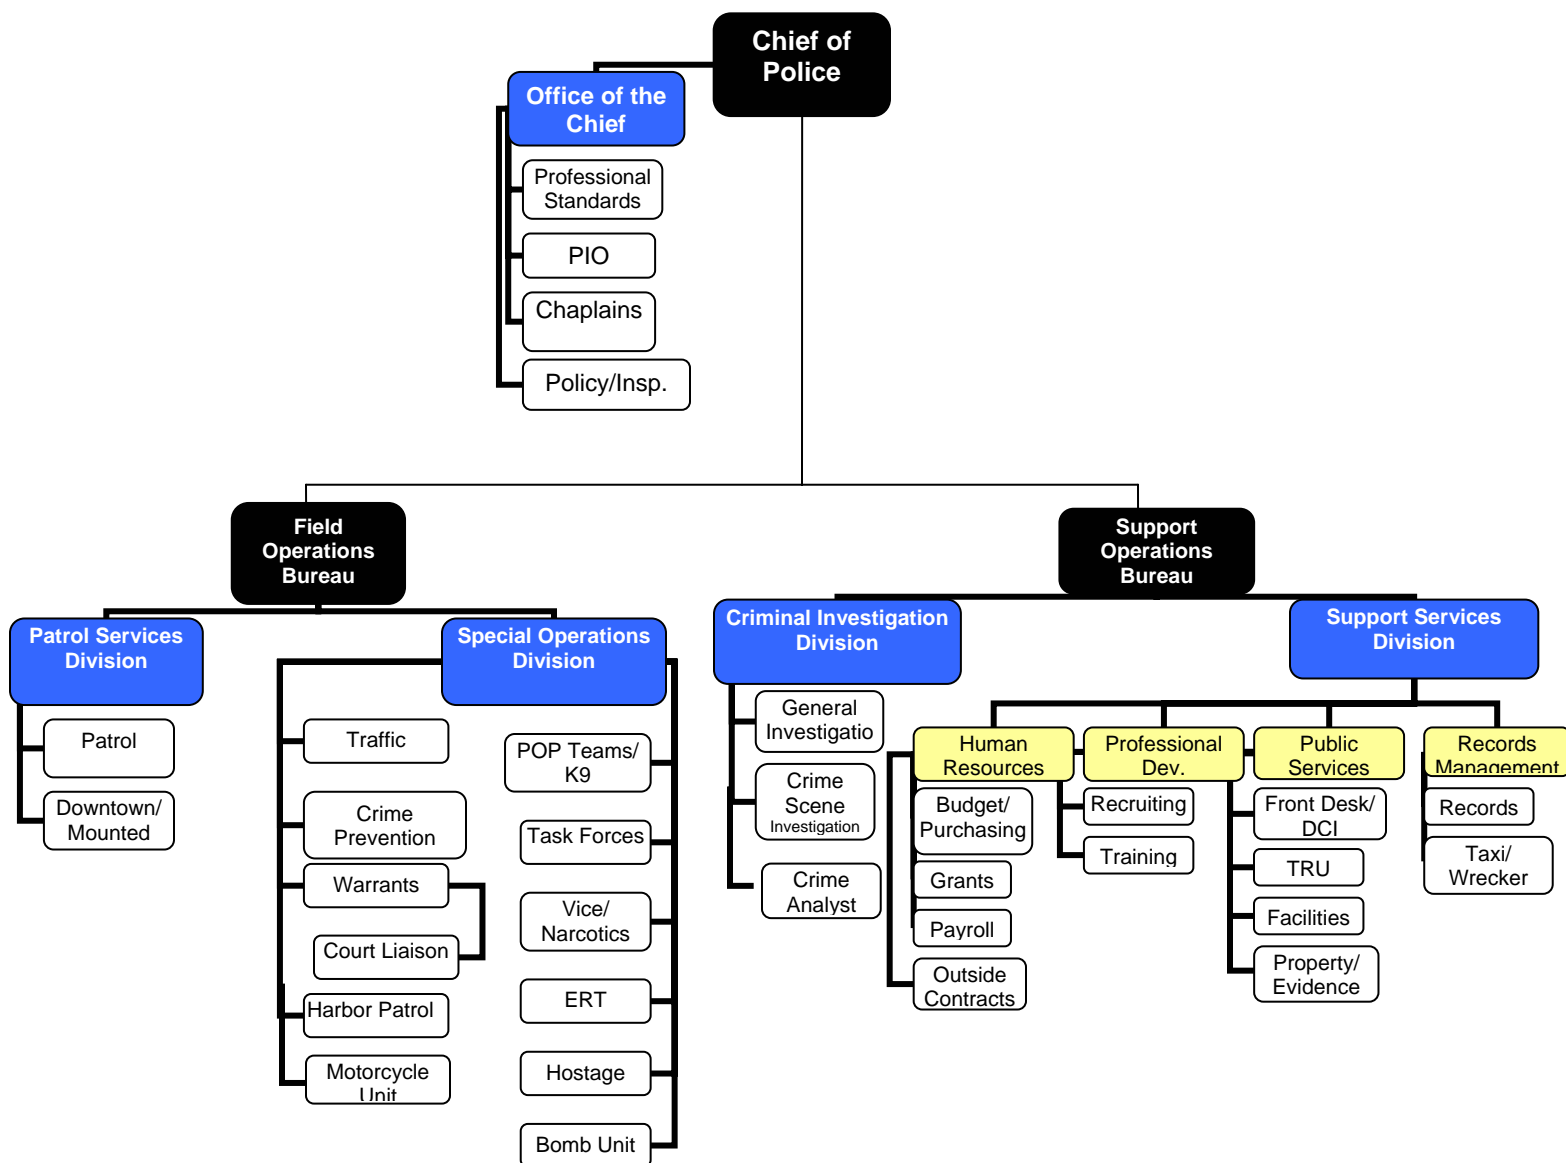 Chief of
Police
Office of the
Chief
Professional
Standards
PIO
Chaplains
Policy/Insp.
Field
Operations
Bureau
Support
Operations
Bureau
Patrol Services
Division
Special Operations
Division
Criminal Investigation
Division
Support Services
Division
Patrol
Downtown/
Mounted
Traffic
Crime
Prevention
Warrants
Court Liaison
Harbor Patrol
Motorcycle
Unit
POP Teams/
K9
Task Forces
Vice/
Narcotics
ERT
Hostage
Bomb Unit
General
Investigatio
Crime
Scene
Investigation
Crime
Analyst
Human
Resources
Budget/
Purchasing
Grants
Payroll
Outside
Contracts
Professional
Dev.
Recruiting
Training
Public
Services
Front Desk/
DCI
TRU
Facilities
Property/
Evidence
Records
Management
Records
Taxi/
Wrecker